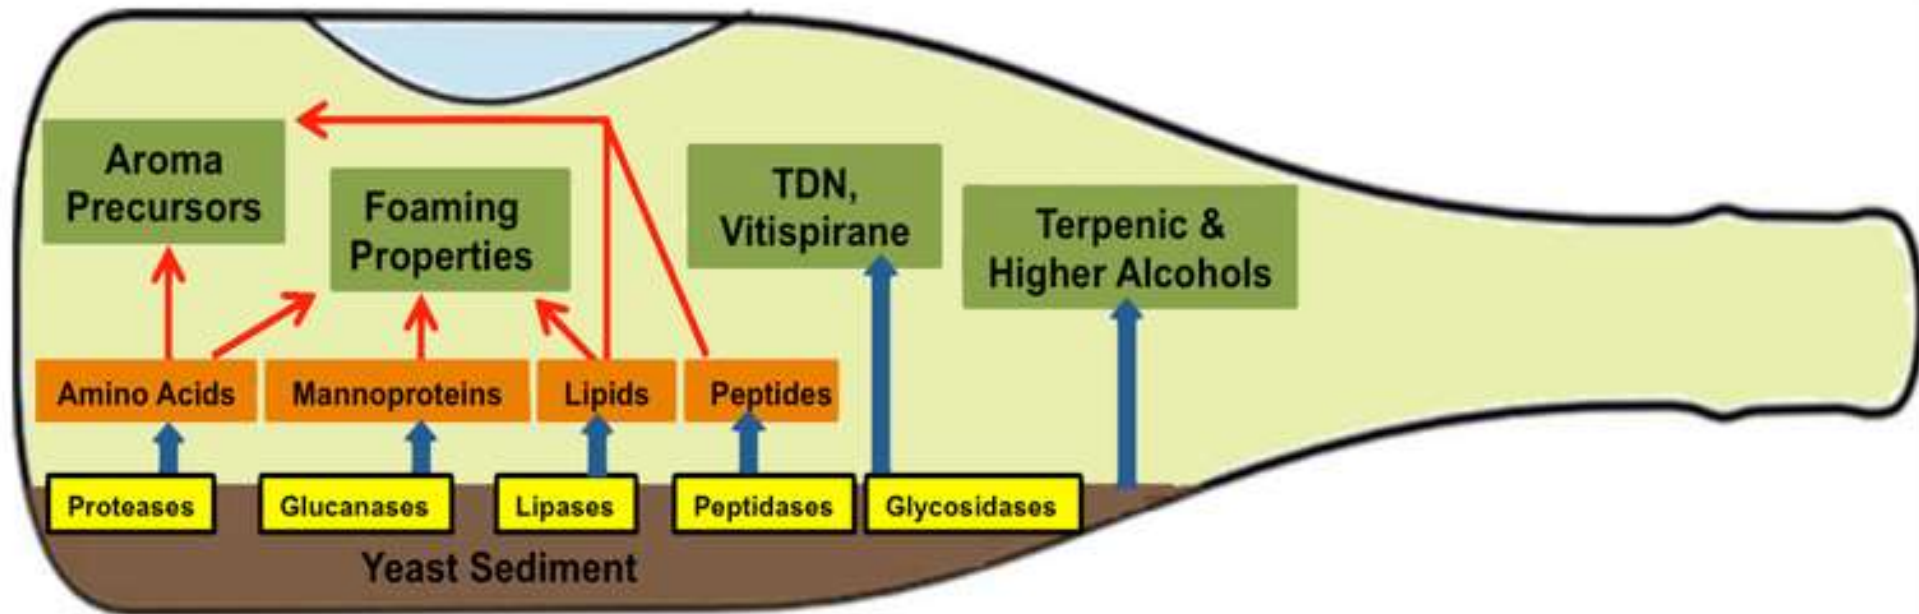 Aroma
Precursors
Foaming
Properties
TDN,
Vitispirane
Terpenic &
Higher Alcohols
Amino Acids
Mannoproteins
Lipids
Peptides
Proteases
Glucanases
Lipases
Peptidases
Glycosidases
Yeast Sediment